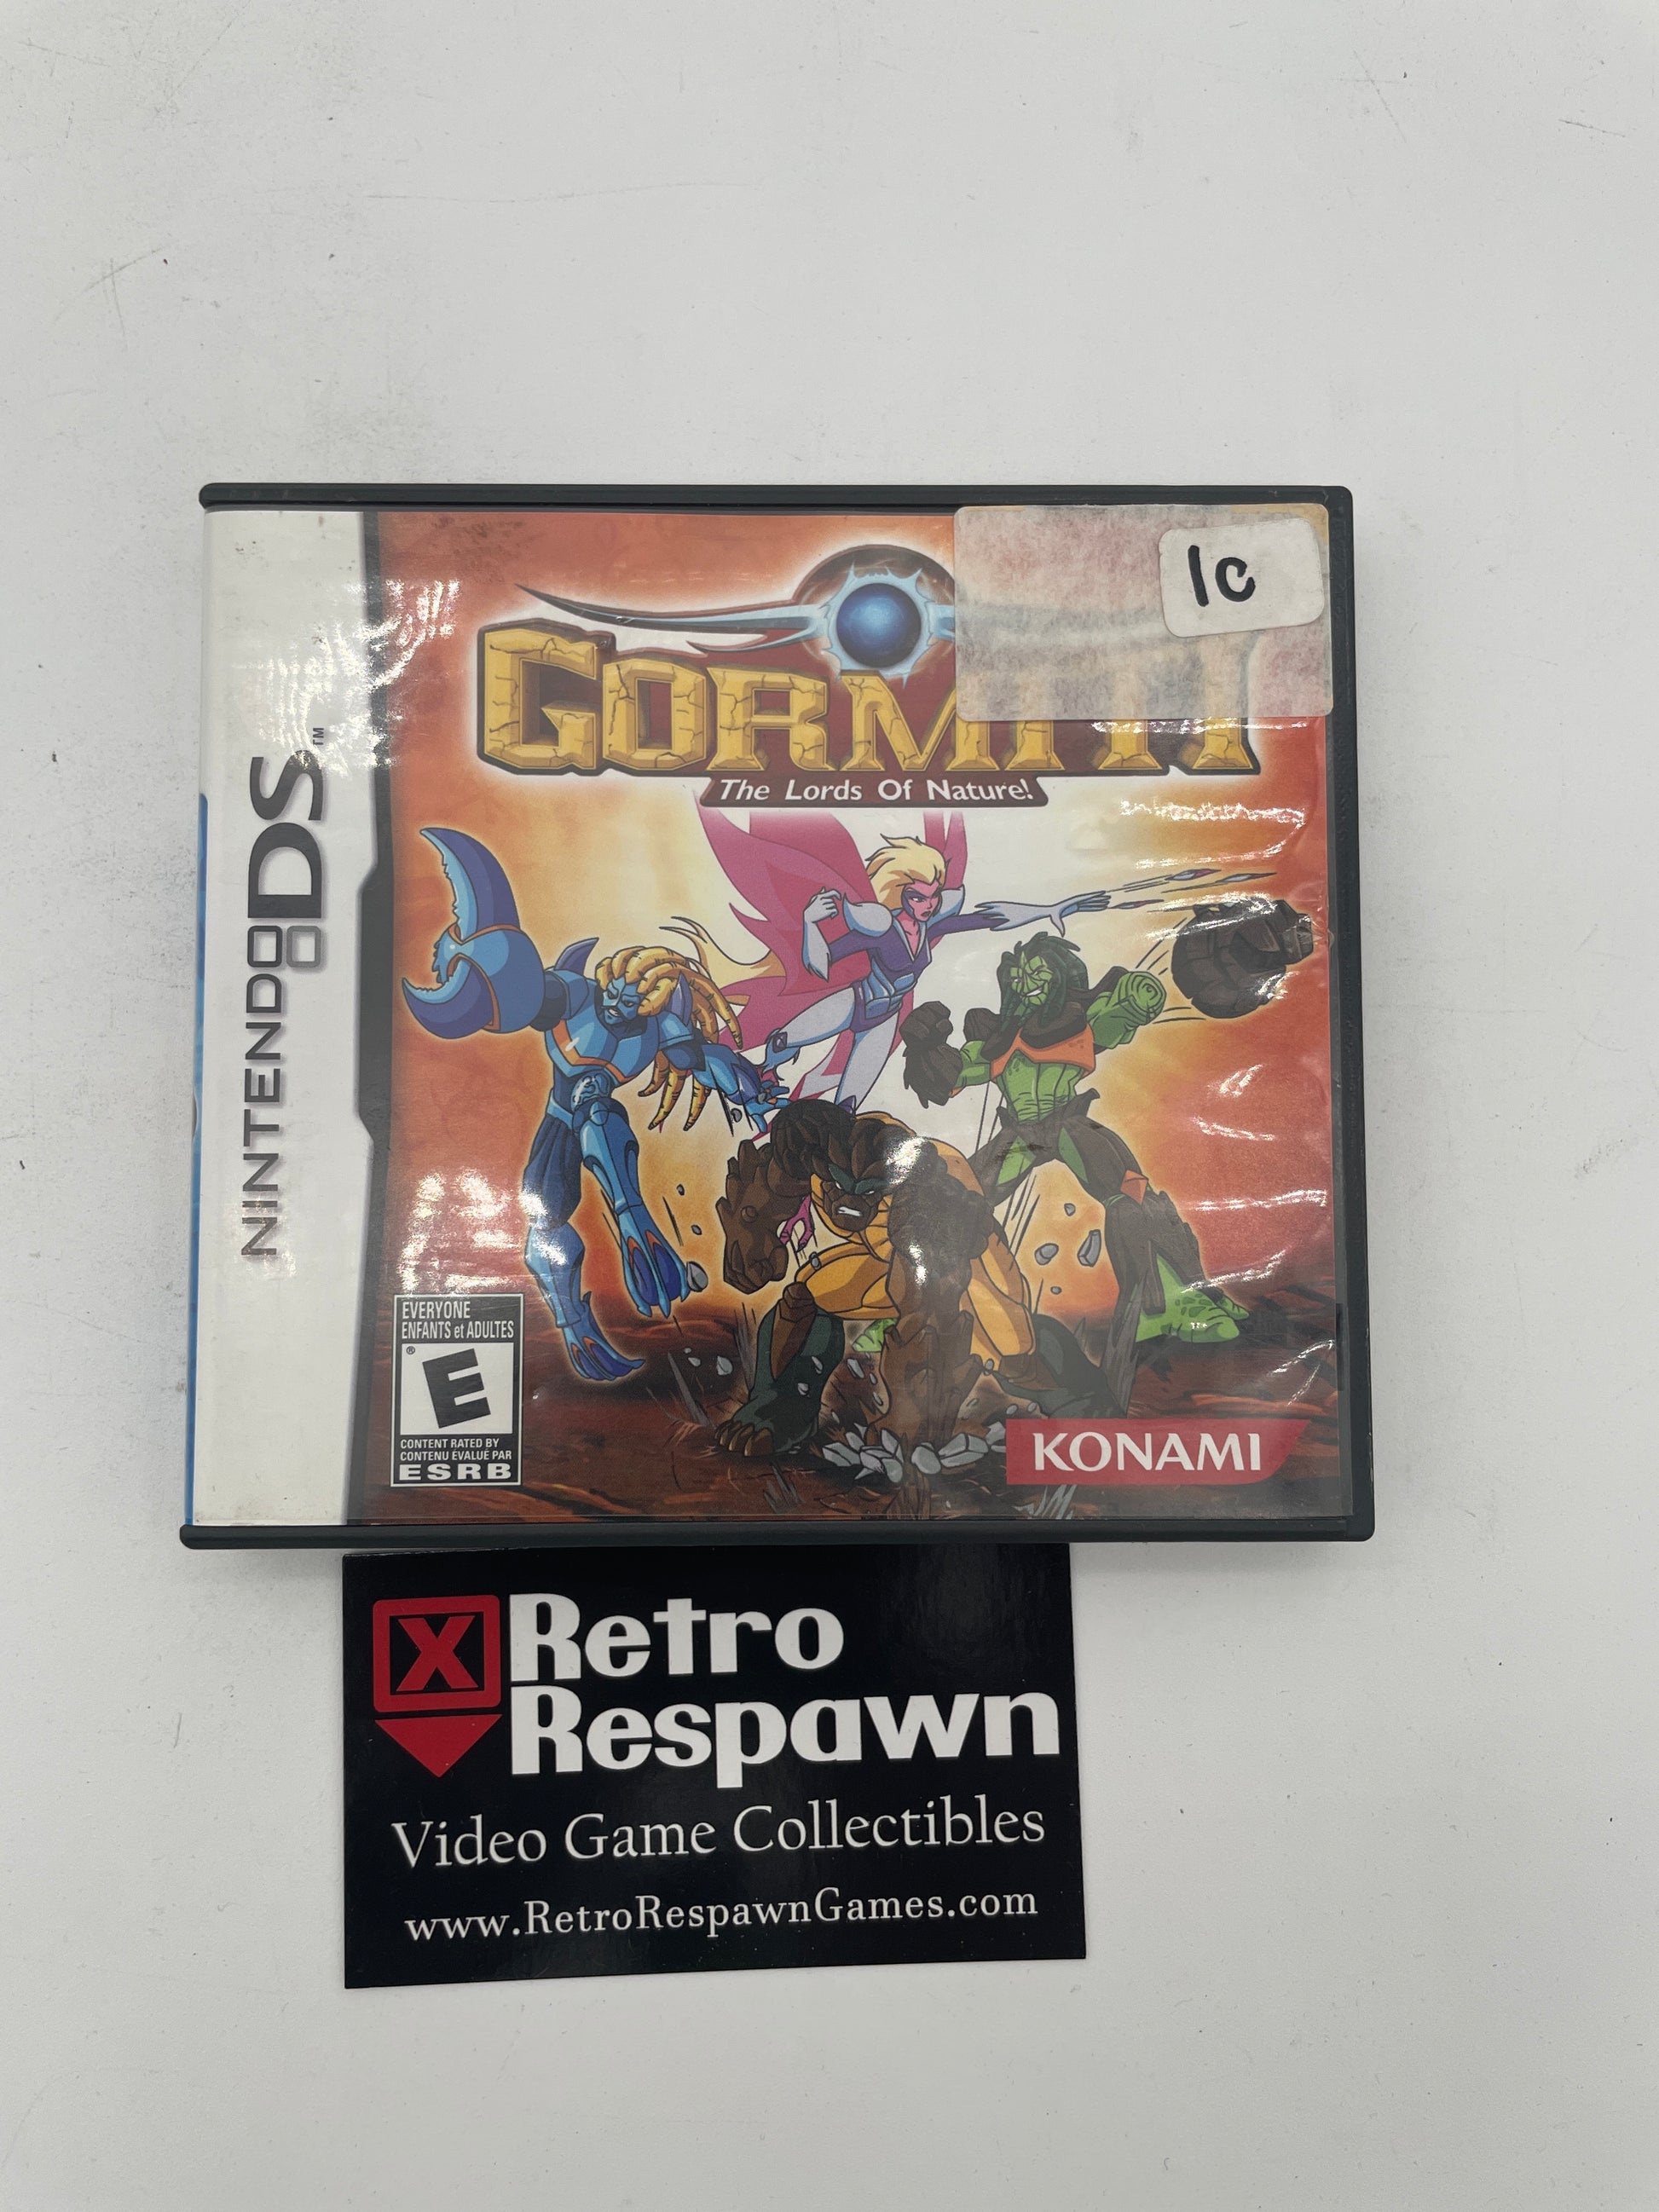 NINTENDO DS™
1c
GORMITI
The Lords Of Nature!
EVERYONE
ENFANTS et ADULTES
E
®
CONTENT RATED BY
CONTENU ÉVALUÉ PAR
ESRB
KONAMI
X Retro
Respawn
Video Game Collectibles
www.RetroRespawnGames.com